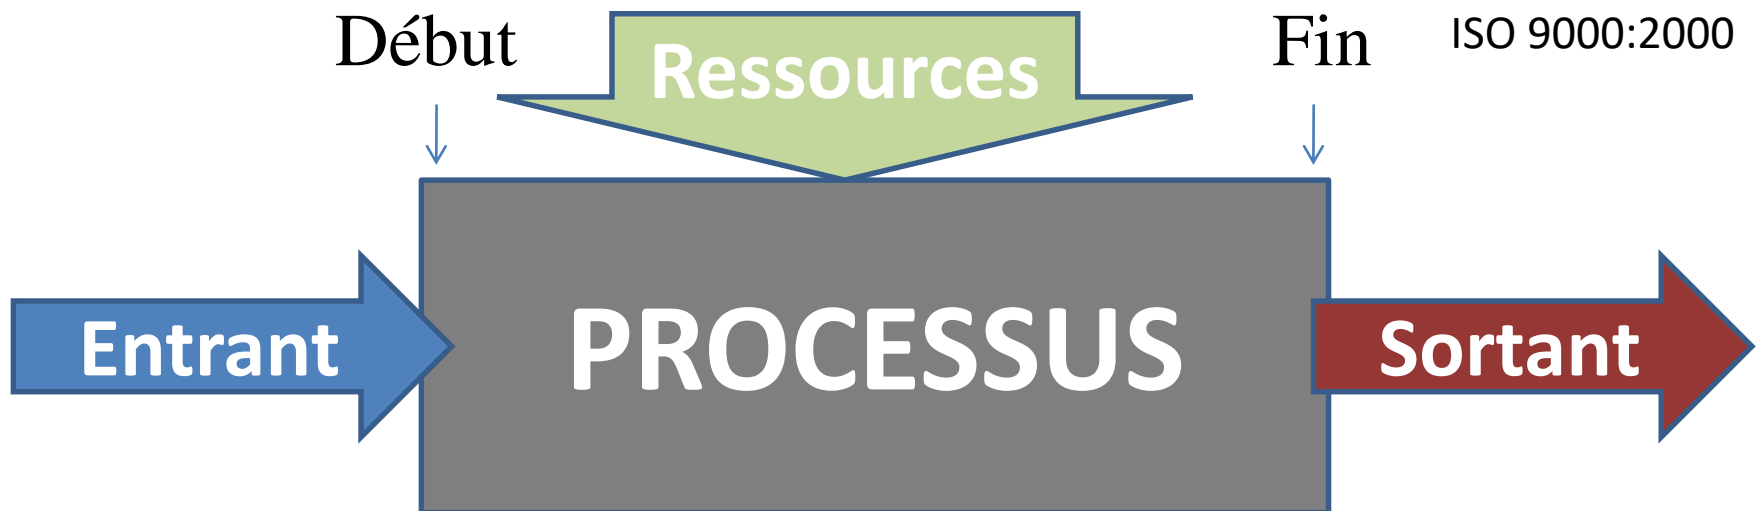 Début
Ressources
Fin
ISO 9000:2000
Entrant
PROCESSUS
Sortant